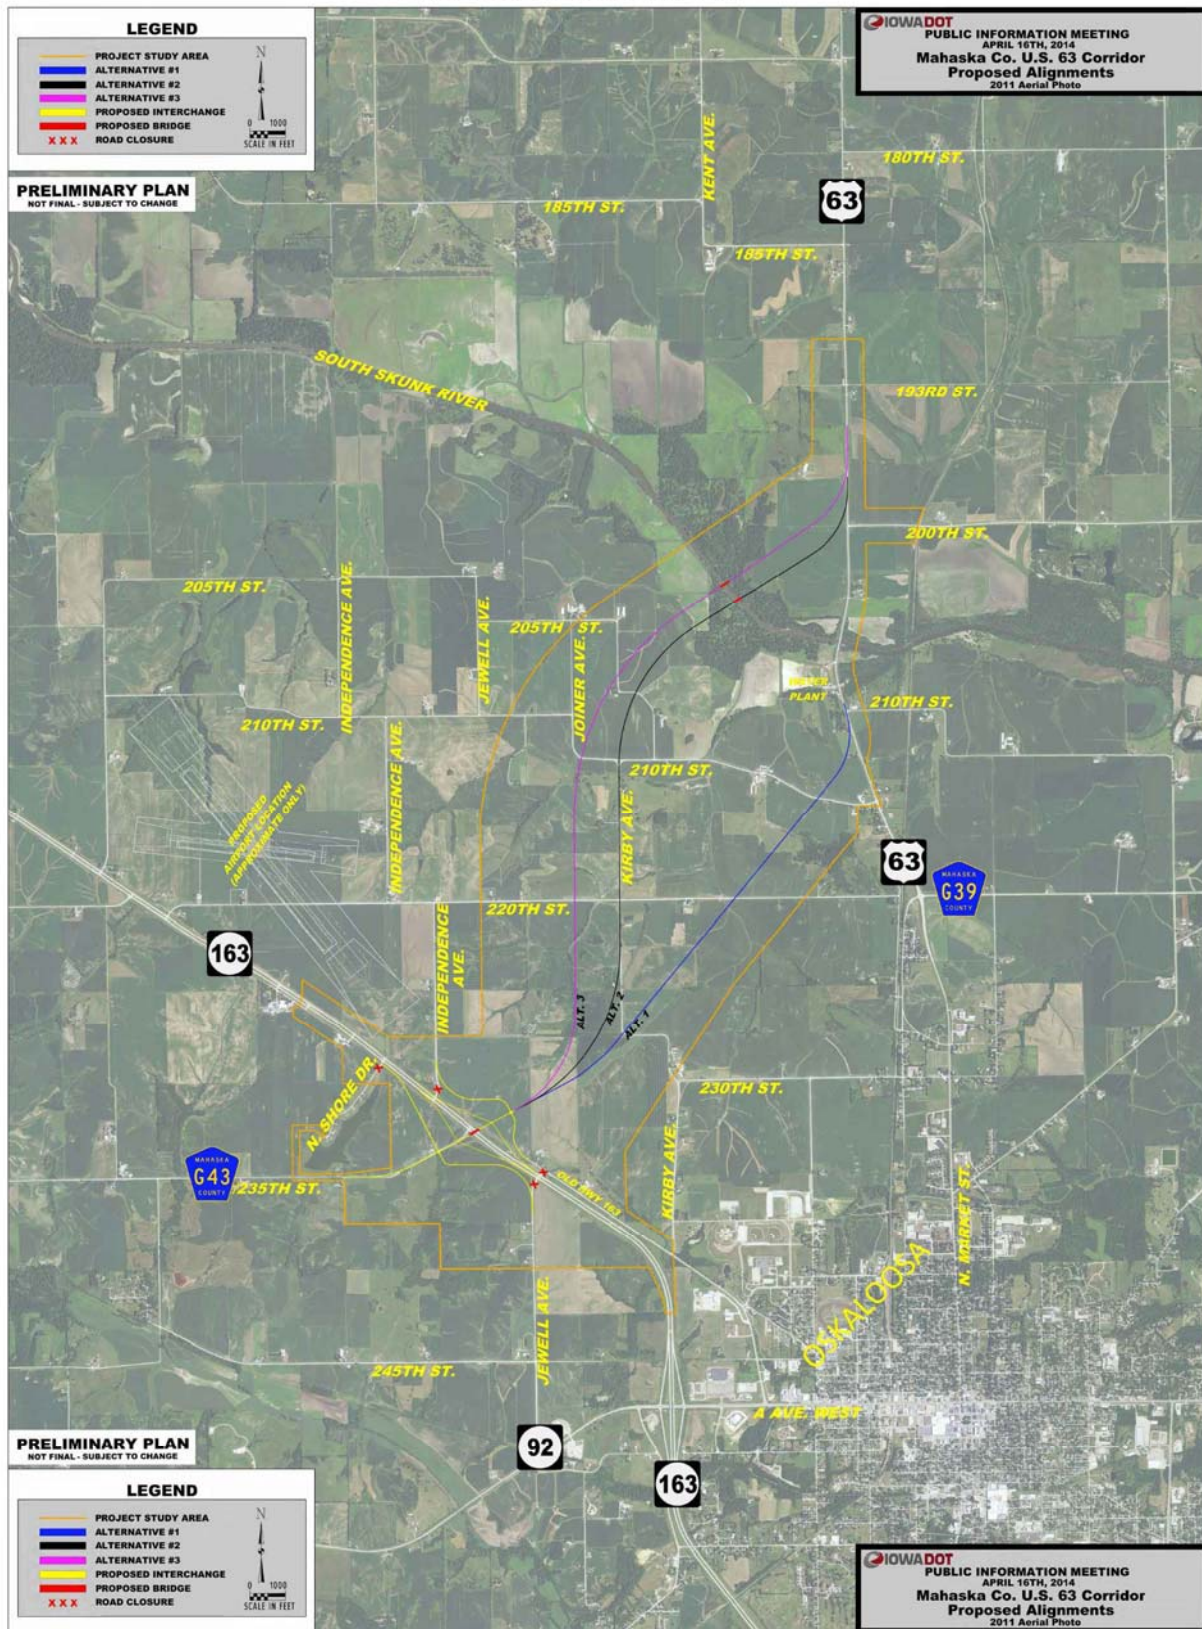 LEGEND
PROJECT STUDY AREA
ALTERNATIVE #1
ALTERNATIVE #2
ALTERNATIVE #3
PROPOSED INTERCHANGE
PROPOSED BRIDGE
X X X ROAD CLOSURE
N
0 1000
SCALE IN FEET
PRELIMINARY PLAN
NOT FINAL - SUBJECT TO CHANGE
IOWADOT
PUBLIC INFORMATION MEETING
APRIL 16TH, 2014
Mahaska Co. U.S. 63 Corridor
Proposed Alignments
2011 Aerial Photo
KENT AVE.
180TH ST.
63
185TH ST.
185TH ST.
SOUTH SKUNK RIVER
193RD ST.
200TH ST.
205TH ST.
INDEPENDENCE AVE.
JEWELL AVE.
205TH ST.
JOINER AVE.
WATER
PLANT
210TH ST.
210TH ST.
210TH ST.
INDEPENDENCE AVE.
KIRBY AVE.
PROPOSED
AIRPORT LOCATION
(APPROXIMATE ONLY)
63
MAHASKA
G39
COUNTY
220TH ST.
163
INDEPENDENCE
AVE.
ALT. 3
ALT. 2
ALT. 1
N. SHORE DR.
230TH ST.
MAHASKA
G43
COUNTY
235TH ST.
OLD HWY 163
KIRBY AVE.
N. MARKET ST.
OSKALOOSA
JEWELL AVE.
245TH ST.
A AVE. WEST
92
163
PRELIMINARY PLAN
NOT FINAL - SUBJECT TO CHANGE
LEGEND
PROJECT STUDY AREA
ALTERNATIVE #1
ALTERNATIVE #2
ALTERNATIVE #3
PROPOSED INTERCHANGE
PROPOSED BRIDGE
X X X ROAD CLOSURE
N
0 1000
SCALE IN FEET
IOWADOT
PUBLIC INFORMATION MEETING
APRIL 16TH, 2014
Mahaska Co. U.S. 63 Corridor
Proposed Alignments
2011 Aerial Photo